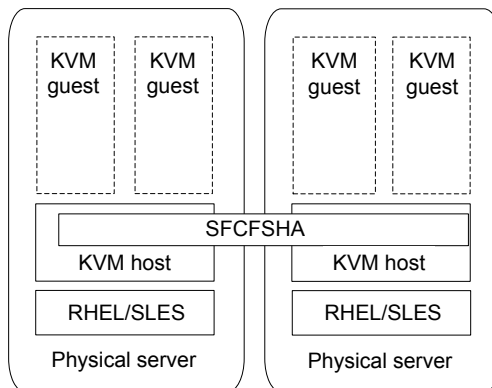 KVM
guest
KVM
guest
KVM
guest
KVM
guest
SFCFSHA
KVM host
KVM host
RHEL/SLES
RHEL/SLES
Physical server
Physical server